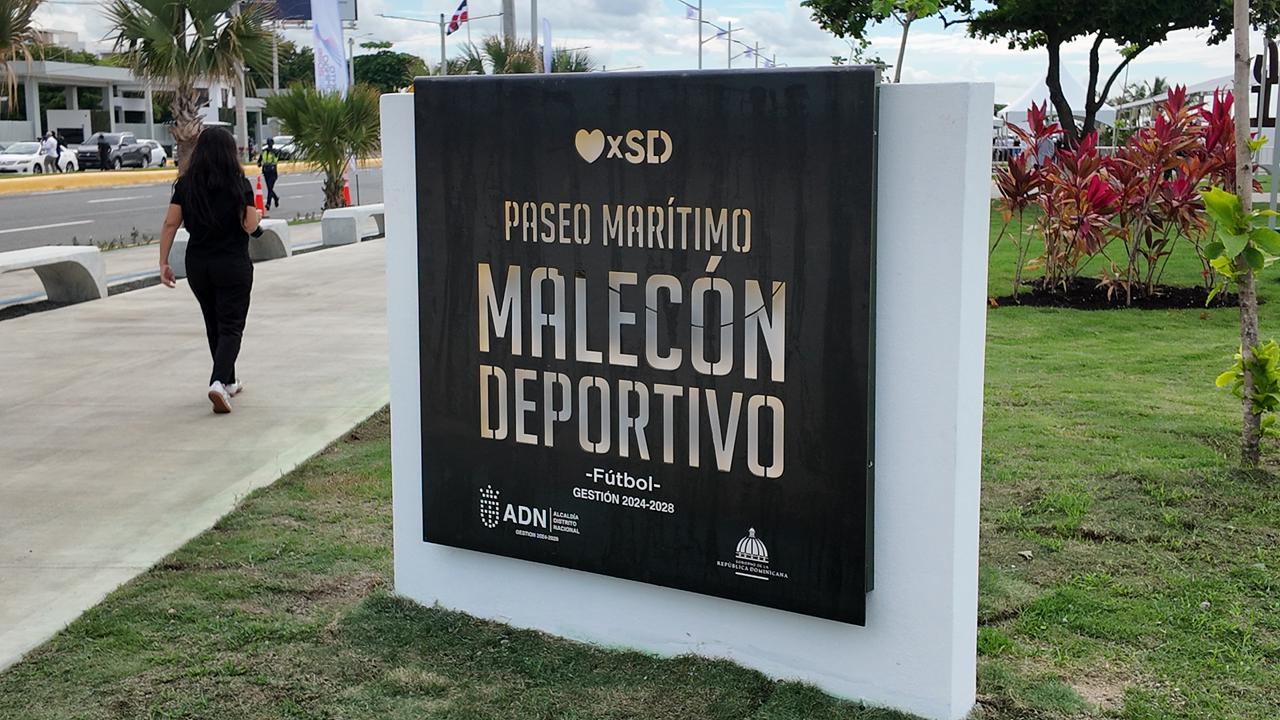 xSD
PASEO MARÍTIMO
MALECÓN
DEPORTIVO
-Fútbol-
GESTIÓN 2024-2028
ADN
ALCALDÍA
DISTRITO
NACIONAL
GESTIÓN 2024-2028
GOBIERNO DE LA
REPÚBLICA DOMINICANA